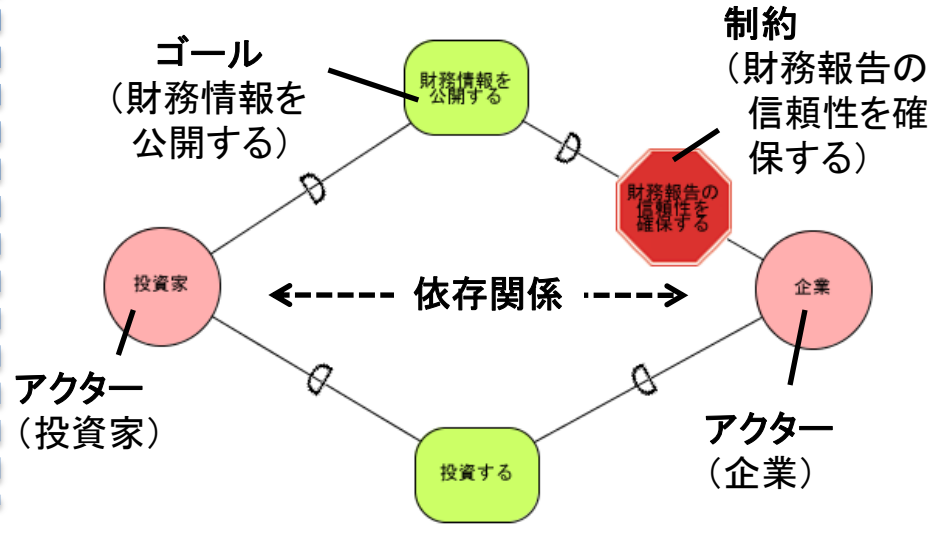 ゴール
（財務情報を
公開する）
財務情報を
公開する
制約
（財務報告の
信頼性を確
保する）
財務報告の
信頼性を
確保する
投資家
依存関係
企業
アクター
（投資家）
アクター
（企業）
投資する